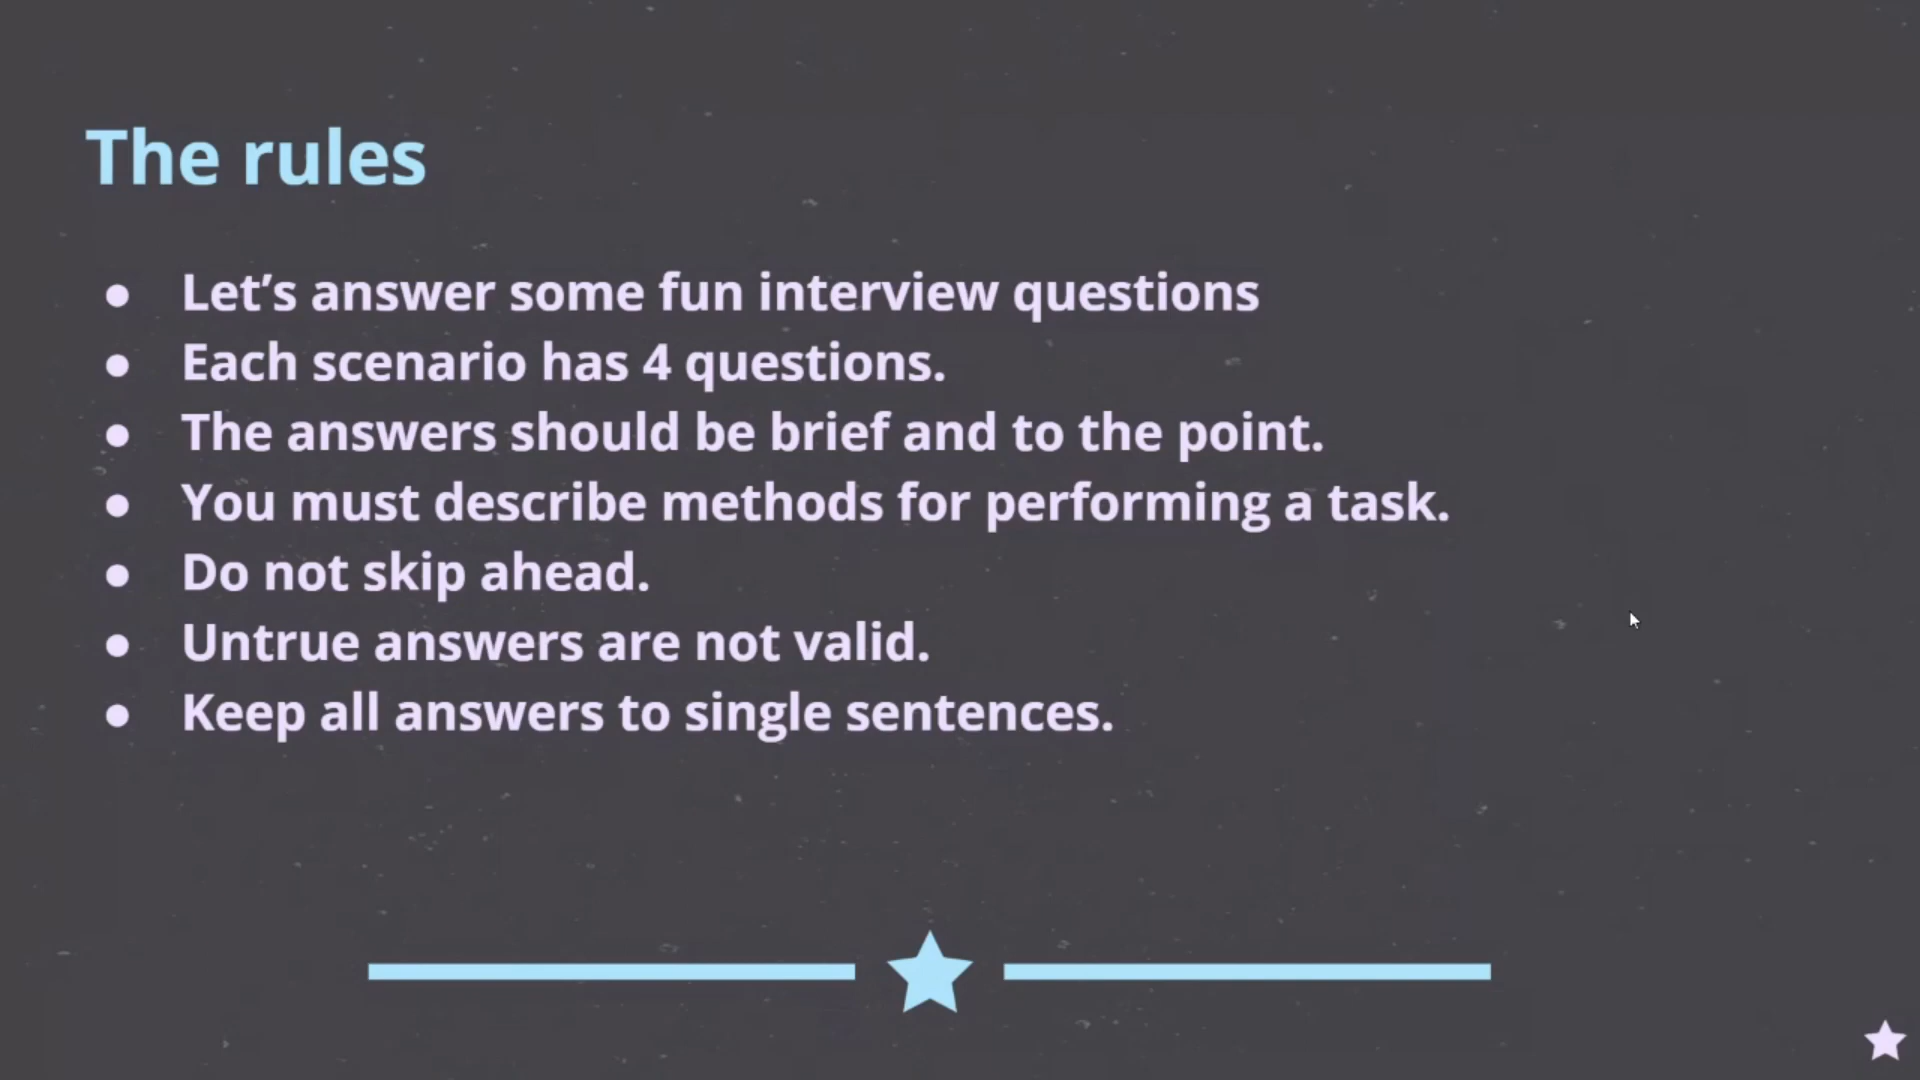 The rules
● Let’s answer some fun interview questions
● Each scenario has 4 questions.
● The answers should be brief and to the point.
● You must describe methods for performing a task.
● Do not skip ahead.
● Untrue answers are not valid.
● Keep all answers to single sentences.